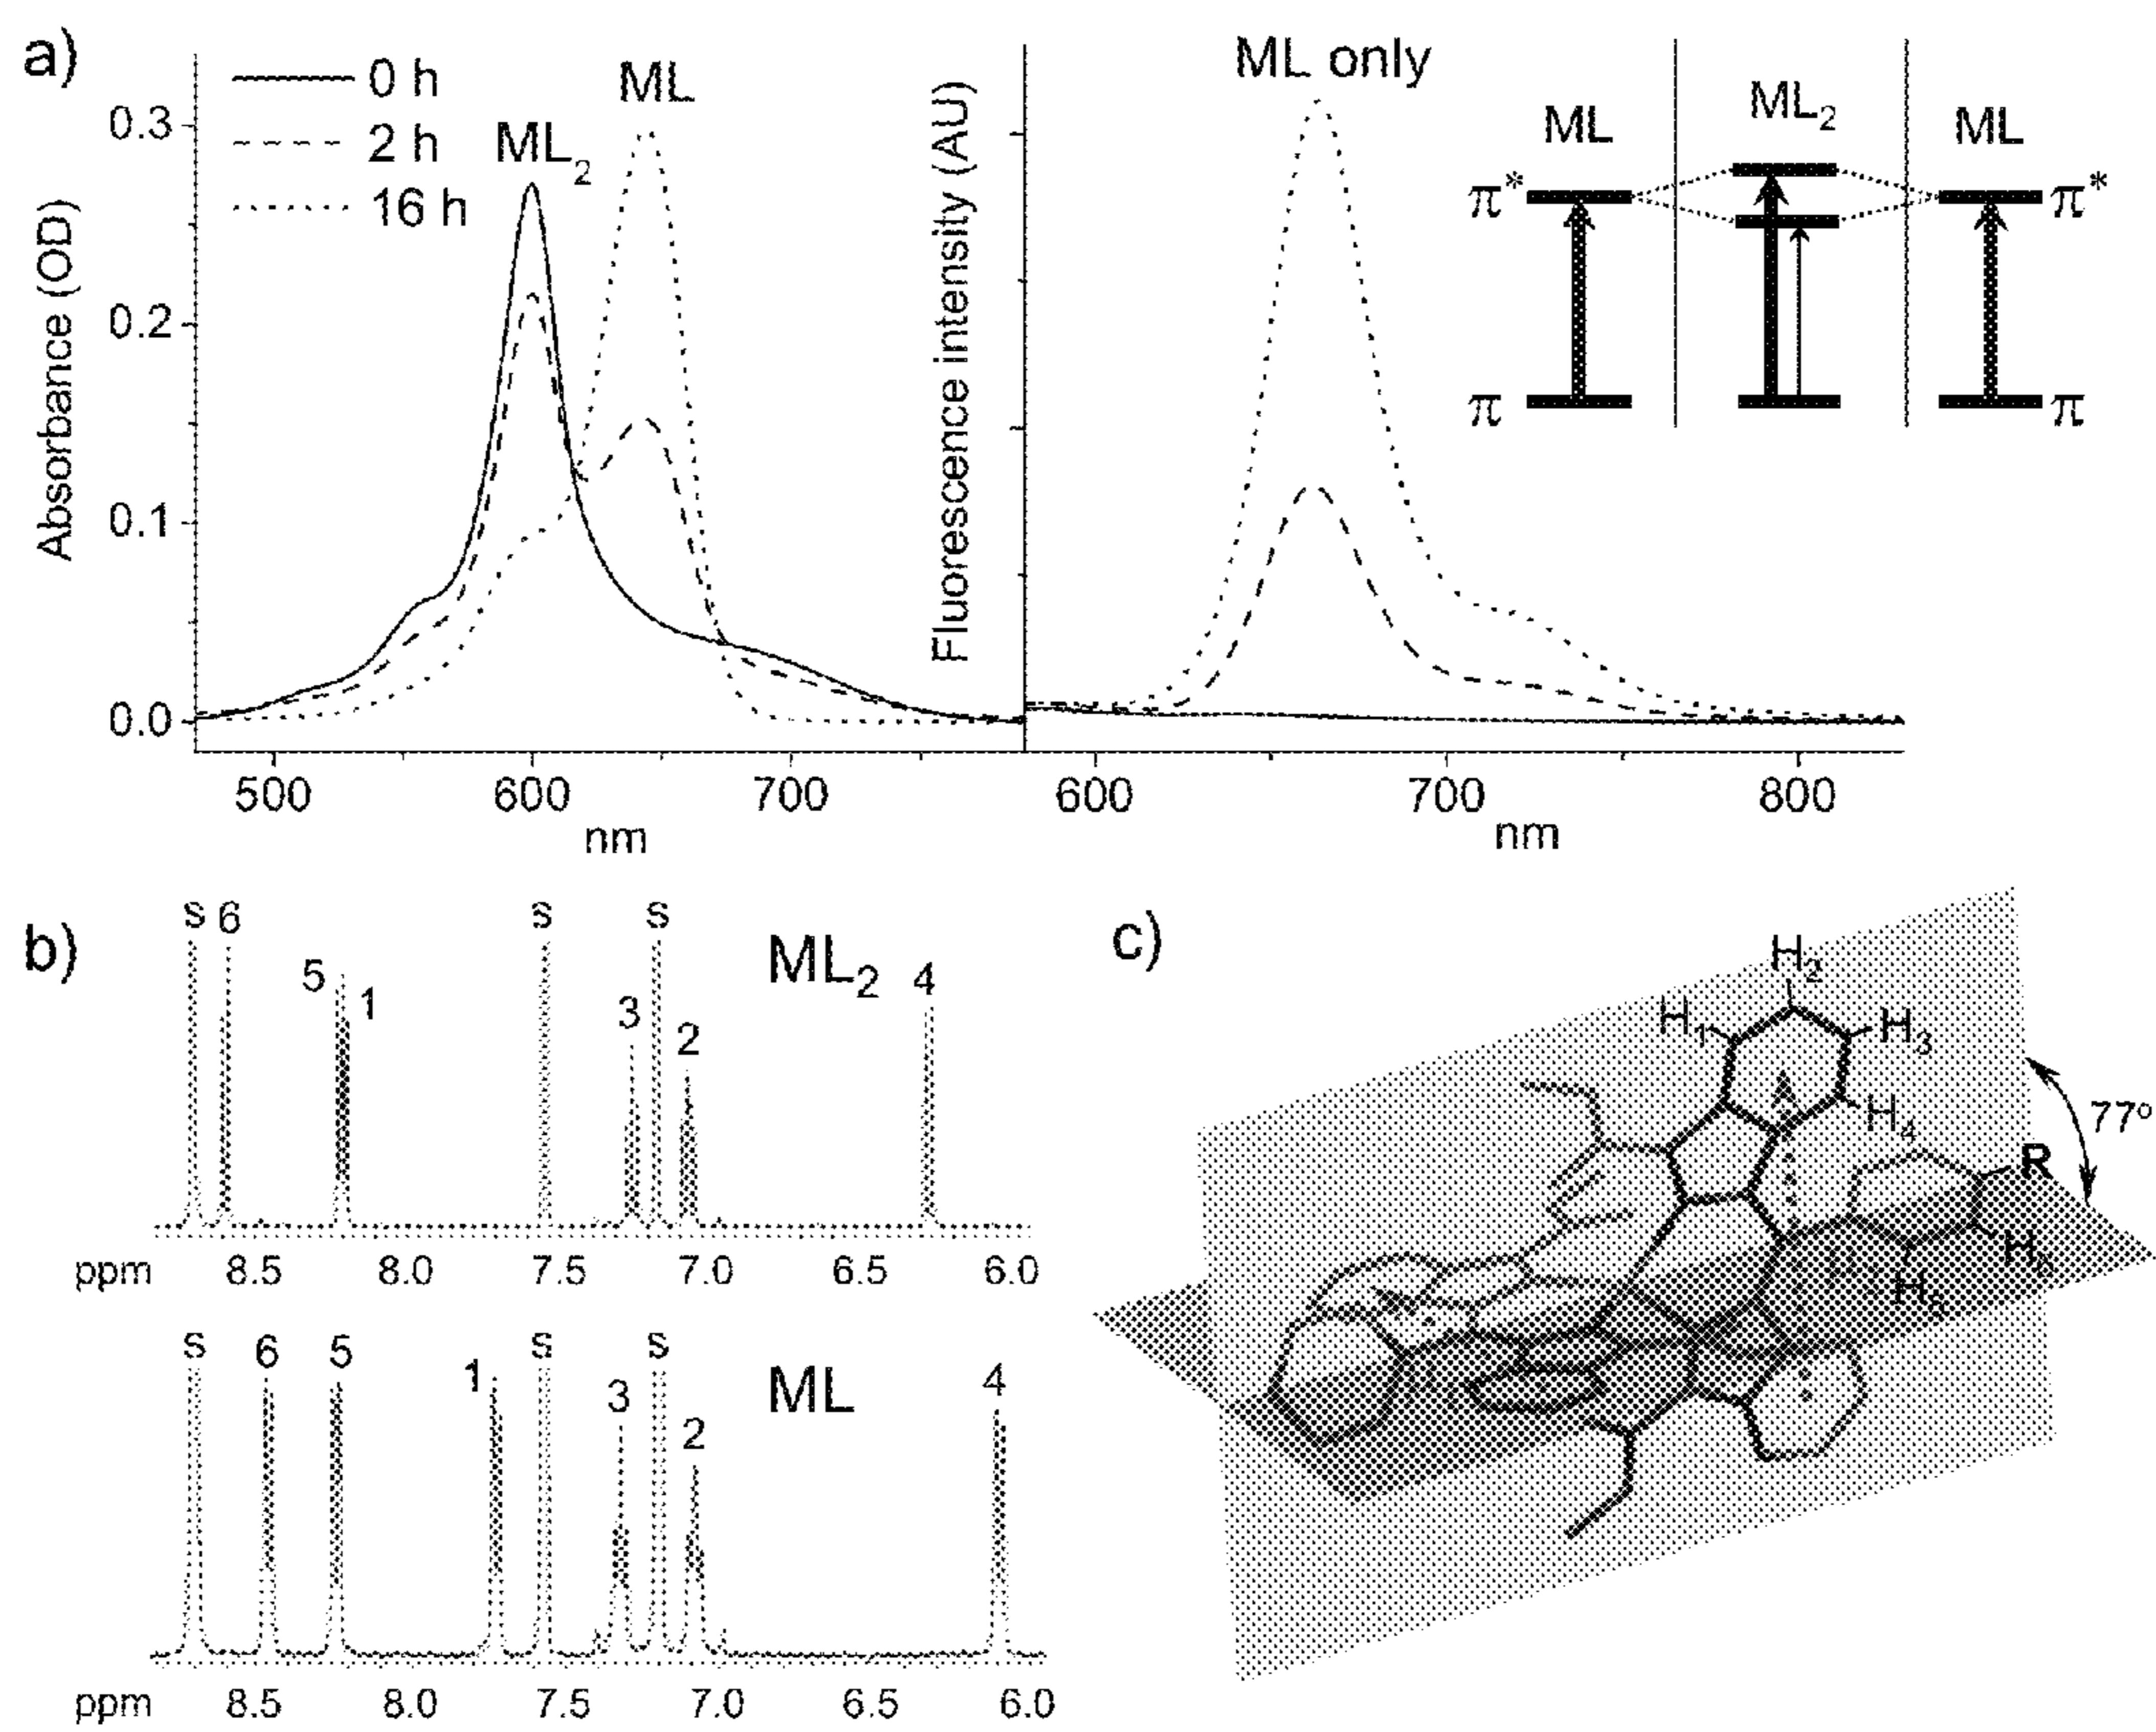 a)
0 h
2 h
16 h
ML
ML₂
Absorbance (OD)
0.3
0.2
0.1
0.0
500 600 700
nm
ML only
Fluorescence intensity (AU)
600 700 800
nm
ML ML₂ ML
π* π*
π π
b)
s 6 5 1 s 3 s 2 4
ML₂
ppm 8.5 8.0 7.5 7.0 6.5 6.0
s 6 5 1 s 3 s 2 4
ML
ppm 8.5 8.0 7.5 7.0 6.5 6.0
c)
H₂
H₁ H₃
H₄
77º
R
H₆
H₅